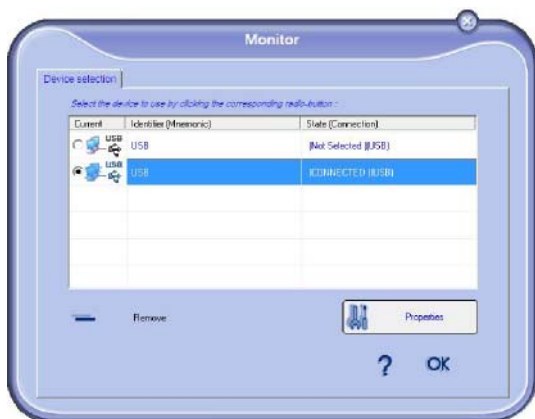 Monitor
Device selection
Select the device to use by clicking the corresponding radio-button :
Current Identifier (Mnemonic) State (Connection)
USB USB (Not Selected )(USB)
USB USB (CONNECTED )(USB)
Remove Properties
? OK